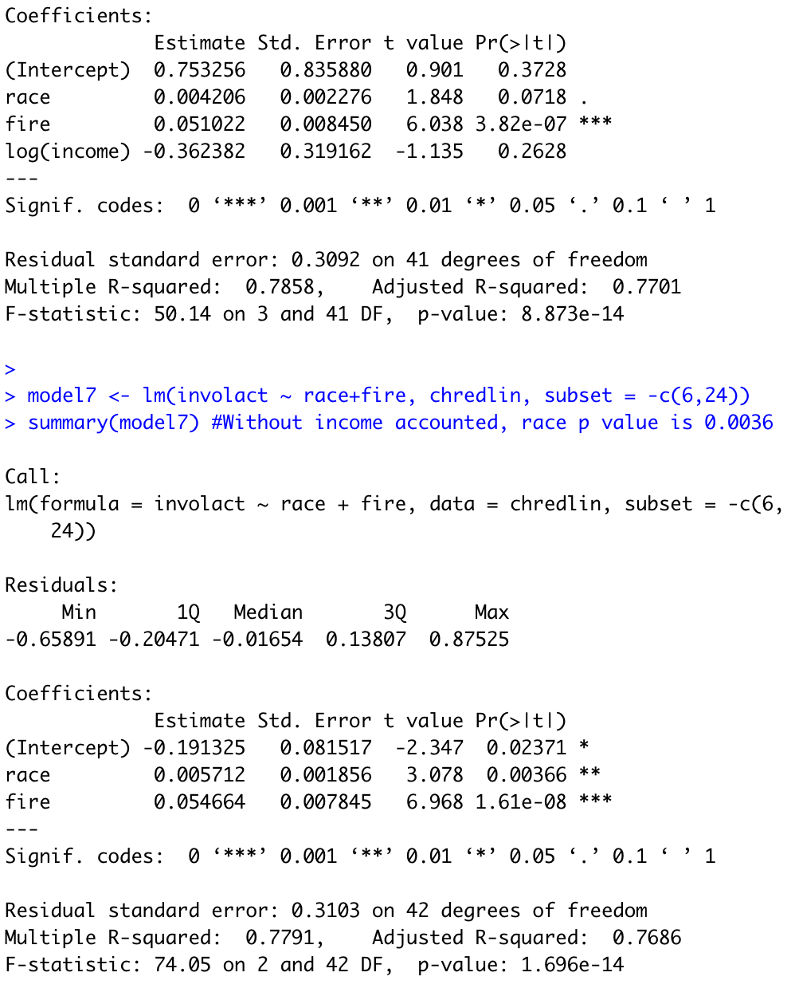 Coefficients:
             Estimate Std. Error t value Pr(>|t|)
(Intercept)  0.753256   0.835880   0.901   0.3728
race         0.004206   0.002276   1.848   0.0718 .
fire         0.051022   0.008450   6.038 3.82e-07 ***
log(income) -0.362382   0.319162  -1.135   0.2628
---
Signif. codes:  0 ‘***’ 0.001 ‘**’ 0.01 ‘*’ 0.05 ‘.’ 0.1 ‘ ’ 1

Residual standard error: 0.3092 on 41 degrees of freedom
Multiple R-squared:  0.7858,	Adjusted R-squared:  0.7701
F-statistic: 50.14 on 3 and 41 DF,  p-value: 8.873e-14

>
> model7 <- lm(involact ~ race+fire, chredlin, subset = -c(6,24))
> summary(model7) #Without income accounted, race p value is 0.0036

Call:
lm(formula = involact ~ race + fire, data = chredlin, subset = -c(6,
    24))

Residuals:
     Min       1Q   Median       3Q      Max
-0.65891 -0.20471 -0.01654  0.13807  0.87525

Coefficients:
             Estimate Std. Error t value Pr(>|t|)
(Intercept) -0.191325   0.081517  -2.347  0.02371 *
race         0.005712   0.001856   3.078  0.00366 **
fire         0.054664   0.007845   6.968 1.61e-08 ***
---
Signif. codes:  0 ‘***’ 0.001 ‘**’ 0.01 ‘*’ 0.05 ‘.’ 0.1 ‘ ’ 1

Residual standard error: 0.3103 on 42 degrees of freedom
Multiple R-squared:  0.7791,	Adjusted R-squared:  0.7686
F-statistic: 74.05 on 2 and 42 DF,  p-value: 1.696e-14